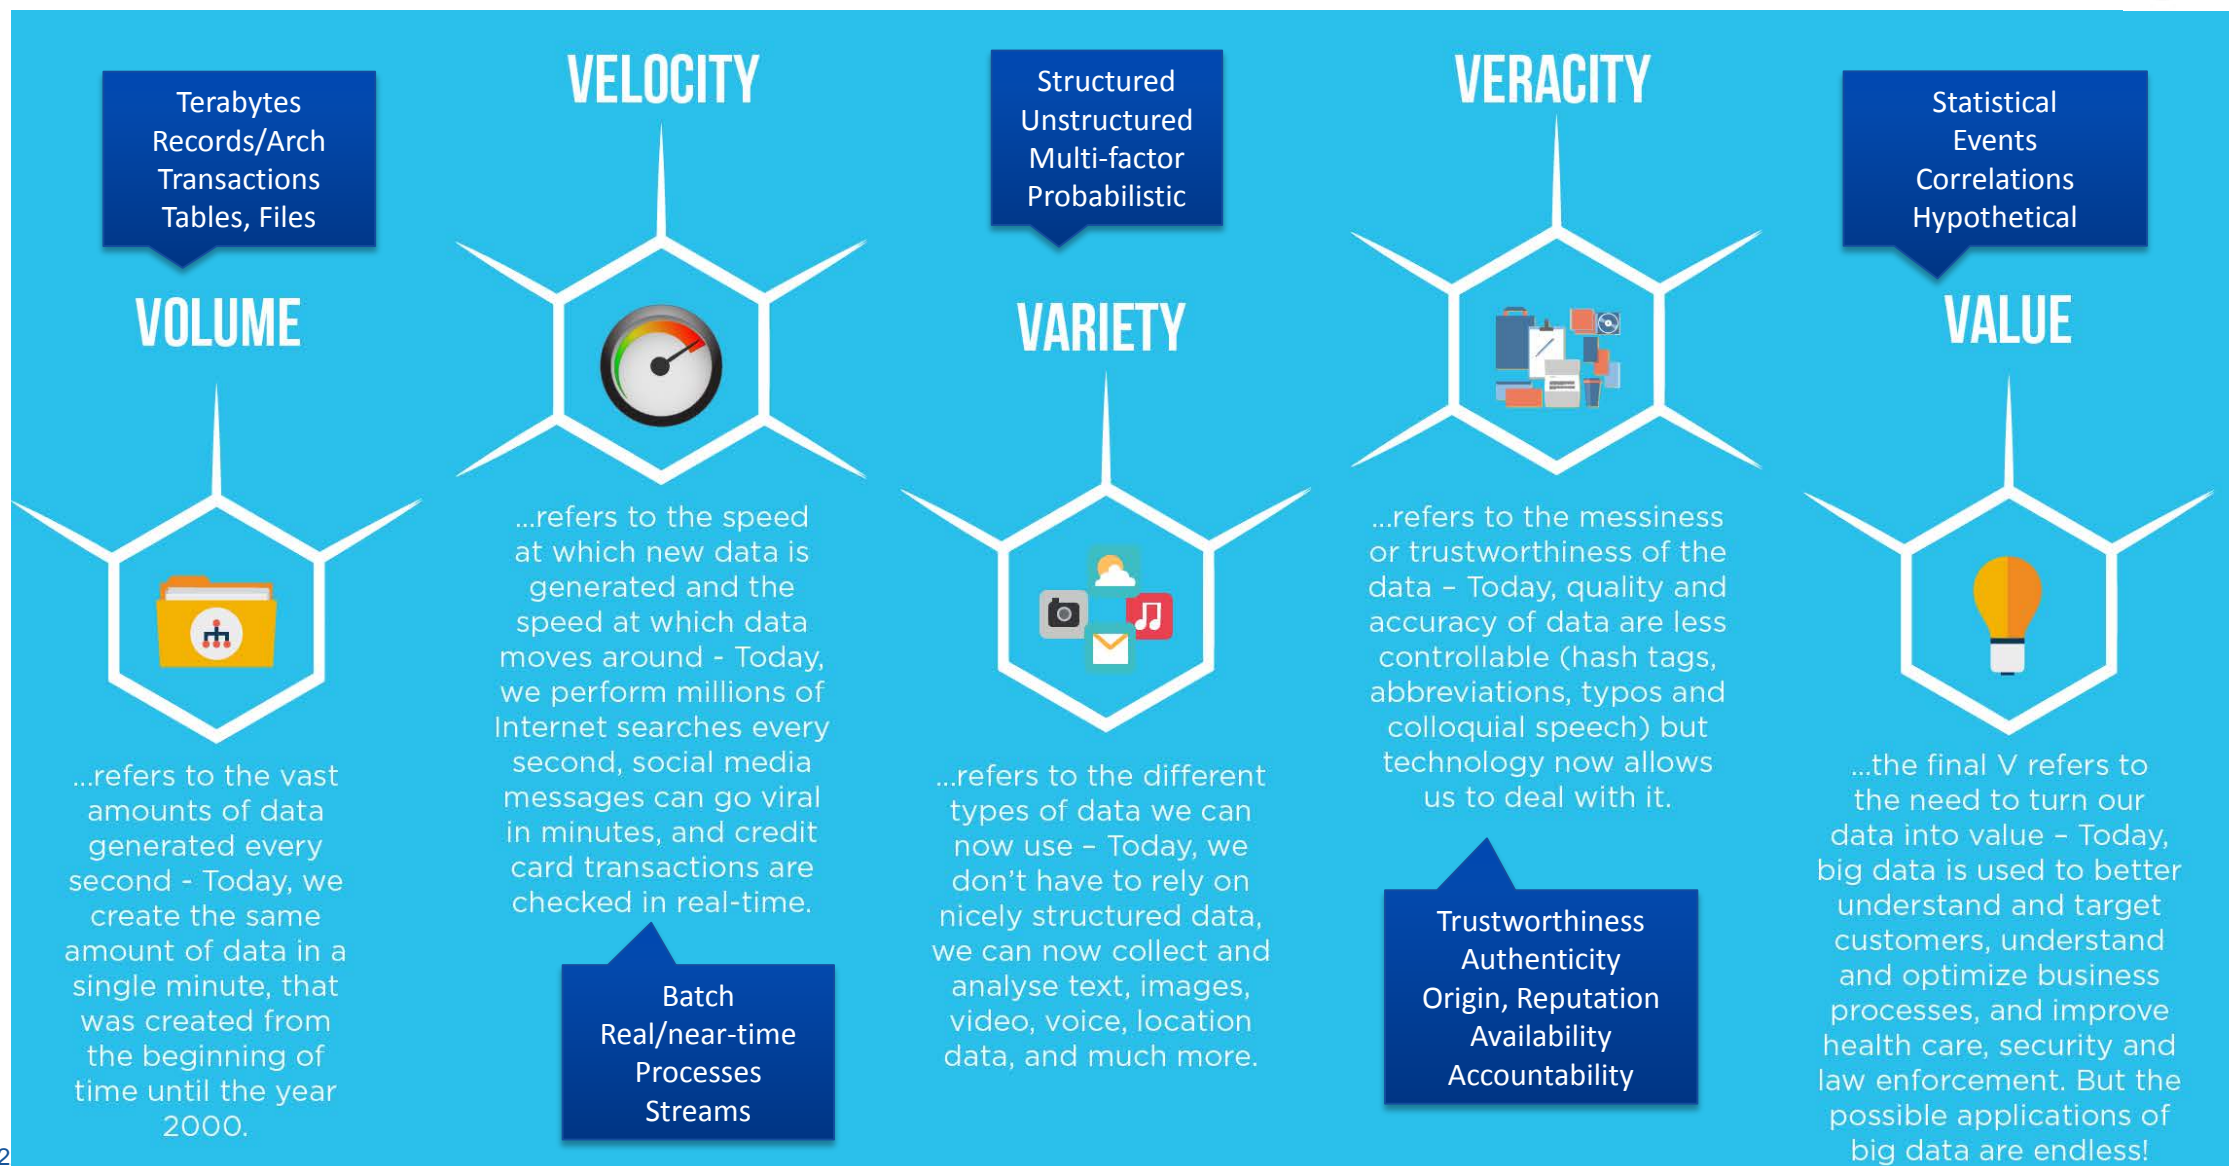 Terabytes
Records/Arch
Transactions
Tables, Files
VOLUME
...refers to the vast
amounts of data
generated every
second - Today, we
create the same
amount of data in a
single minute, that
was created from
the beginning of
time until the year
2000.
VELOCITY
...refers to the speed
at which new data is
generated and the
speed at which data
moves around - Today,
we perform millions of
Internet searches every
second, social media
messages can go viral
in minutes, and credit
card transactions are
checked in real-time.
Batch
Real/near-time
Processes
Streams
Structured
Unstructured
Multi-factor
Probabilistic
VARIETY
...refers to the different
types of data we can
now use – Today, we
don't have to rely on
nicely structured data,
we can now collect and
analyse text, images,
video, voice, location
data, and much more.
VERACITY
...refers to the messiness
or trustworthiness of the
data – Today, quality and
accuracy of data are less
controllable (hash tags,
abbreviations, typos and
colloquial speech) but
technology now allows
us to deal with it.
Trustworthiness
Authenticity
Origin, Reputation
Availability
Accountability
Statistical
Events
Correlations
Hypothetical
VALUE
...the final V refers to
the need to turn our
data into value – Today,
big data is used to better
understand and target
customers, understand
and optimize business
processes, and improve
health care, security and
law enforcement. But the
possible applications of
big data are endless!
2